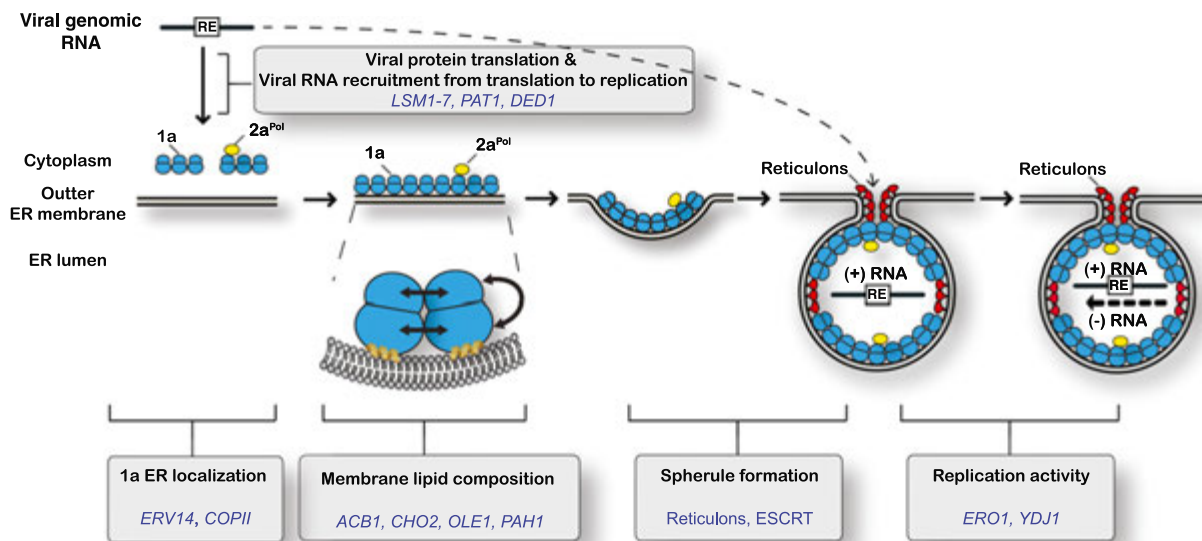 Viral genomic
RNA
RE
Viral protein translation &
Viral RNA recruitment from translation to replication
LSM1-7, PAT1, DED1
1a
2aPol
1a
2aPol
Cytoplasm
Outter
ER membrane
ER lumen
Reticulons
Reticulons
(+) RNA
RE
(+) RNA
RE
(-) RNA
1a ER localization
ERV14, COPII
Membrane lipid composition
ACB1, CHO2, OLE1, PAH1
Spherule formation
Reticulons, ESCRT
Replication activity
ERO1, YDJ1